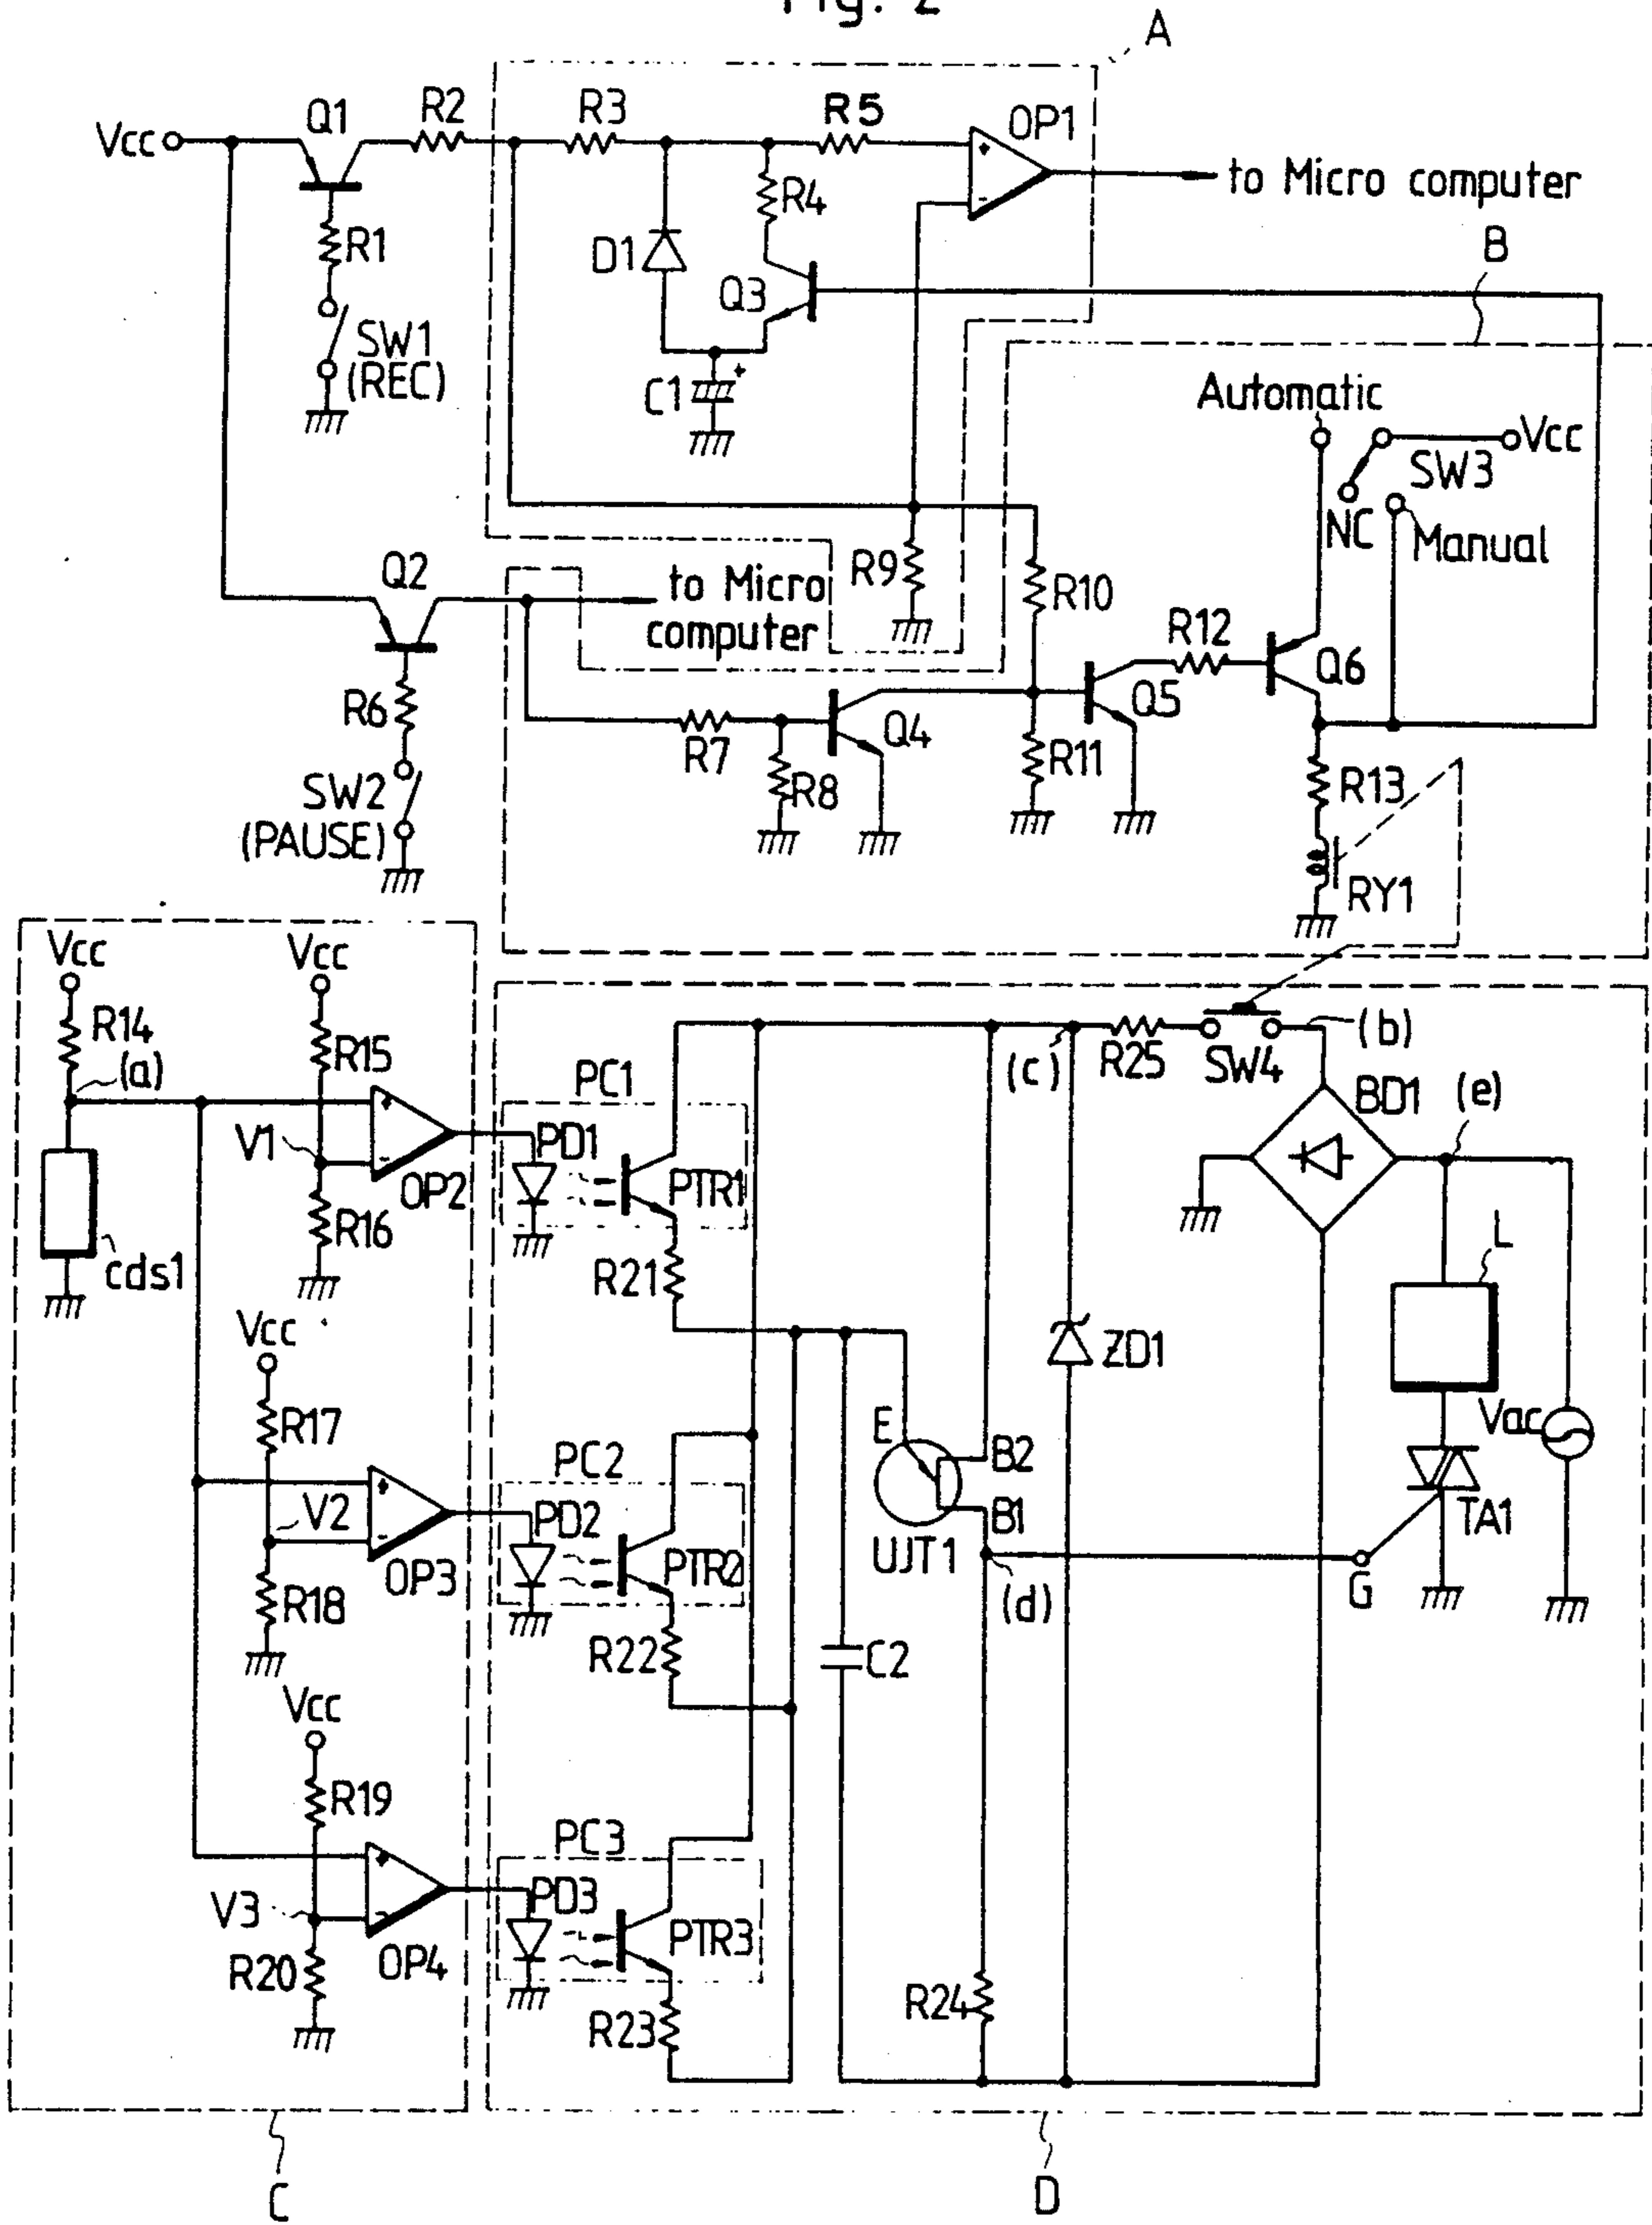 Fig. 2
A
Vcc
Q1
R2
R3
R5
OP1
+
-
to Micro computer
R1
R4
D1
Q3
B
SW1
(REC)
C1
+
Automatic
Vcc
SW3
NC
Manual
Q2
to Micro
computer
R9
R10
R12
Q6
R6
R7
Q4
Q5
R8
R11
R13
SW2
(PAUSE)
RY1
Vcc
Vcc
R14
(a)
R15
(c)
R25
SW4
(b)
PC1
BD1
(e)
V1
+
-
OP2
PD1
PTR1
cds1
R16
R21
L
Vcc
ZD1
R17
E
B2
Vac
PC2
V2
+
-
OP3
PD2
PTR2
B1
UJT1
TA1
R18
(d)
G
R22
C2
Vcc
R19
PC3
V3
+
-
OP4
PD3
PTR3
R20
R23
R24
C
D